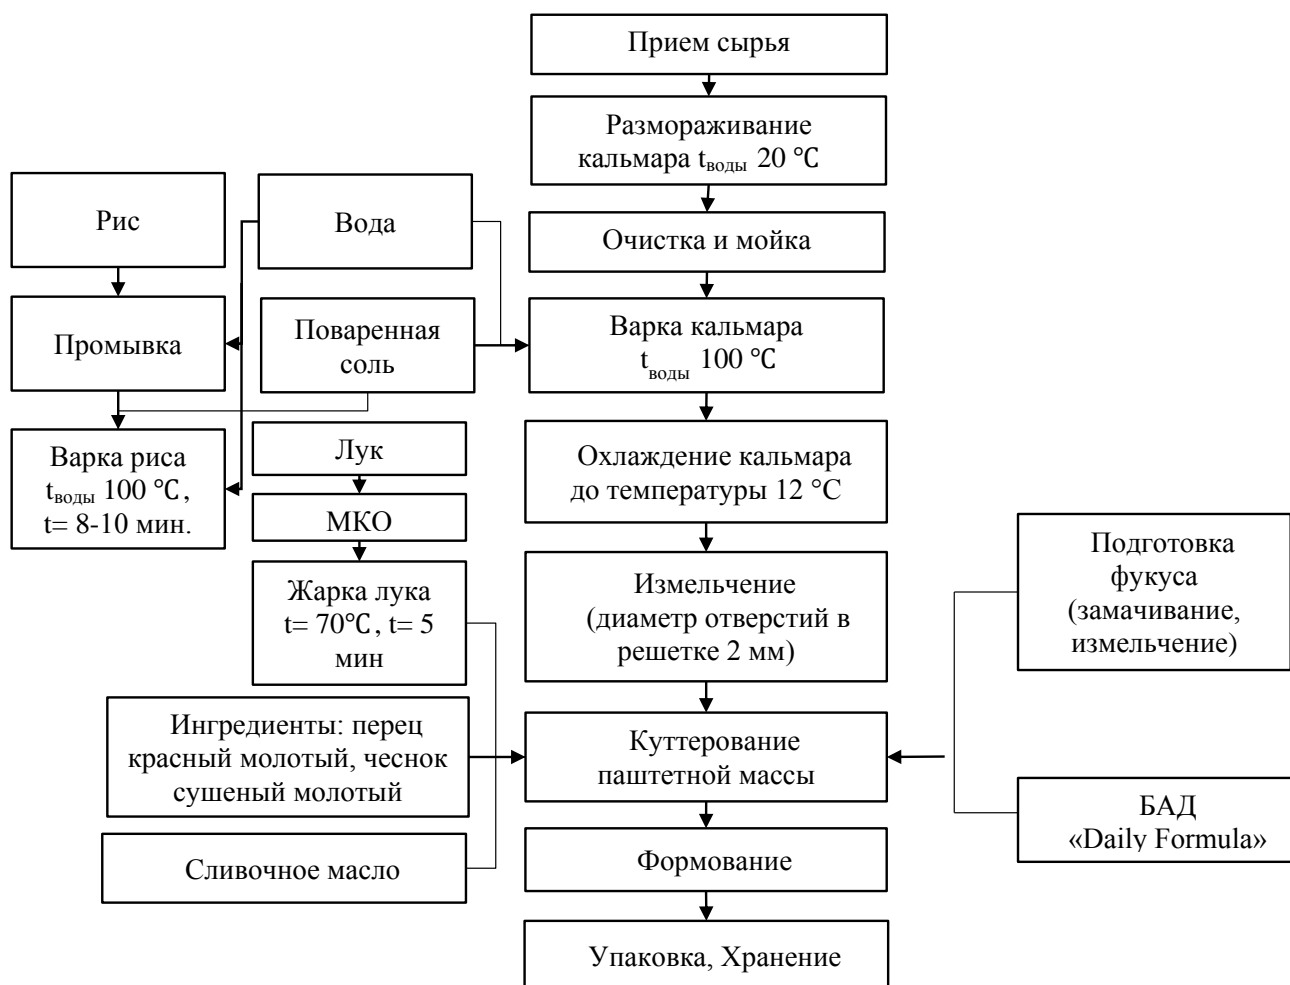 Прием сырья
Размораживание
кальмара tводы 20 ℃
Рис
Вода
Очистка и мойка
Промывка
Поваренная
соль
Варка кальмара
tводы 100 ℃
Варка риса
tводы 100 ℃,
t= 8-10 мин.
Лук
МКО
Жарка лука
t= 70℃, t= 5
мин
Охлаждение кальмара
до температуры 12 °С
Измельчение
(диаметр отверстий в
решетке 2 мм)
Подготовка
фукуса
(замачивание,
измельчение)
Ингредиенты: перец
красный молотый, чеснок
сушеный молотый
Куттерование
паштетной массы
БАД
«Daily Formula»
Сливочное масло
Формование
Упаковка, Хранение